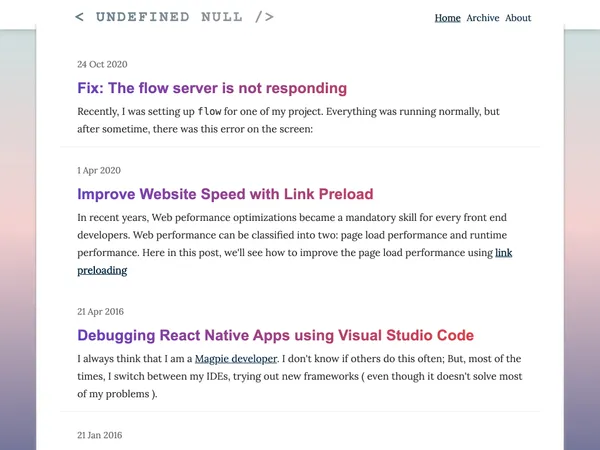 < UNDEFINED NULL />
Home Archive About
24 Oct 2020
Fix: The flow server is not responding
Recently, I was setting up flow for one of my project. Everything was running normally, but
after sometime, there was this error on the screen:
1 Apr 2020
Improve Website Speed with Link Preload
In recent years, Web peformance optimizations became a mandatory skill for every front end
developers. Web performance can be classified into two: page load performance and runtime
performance. Here in this post, we'll see how to improve the page load performance using link
preloading
21 Apr 2016
Debugging React Native Apps using Visual Studio Code
I always think that I am a Magpie developer. I don't know if others do this often; But, most of the
times, I switch between my IDEs, trying out new frameworks ( even though it doesn't solve most
of my problems ).
21 Jan 2016